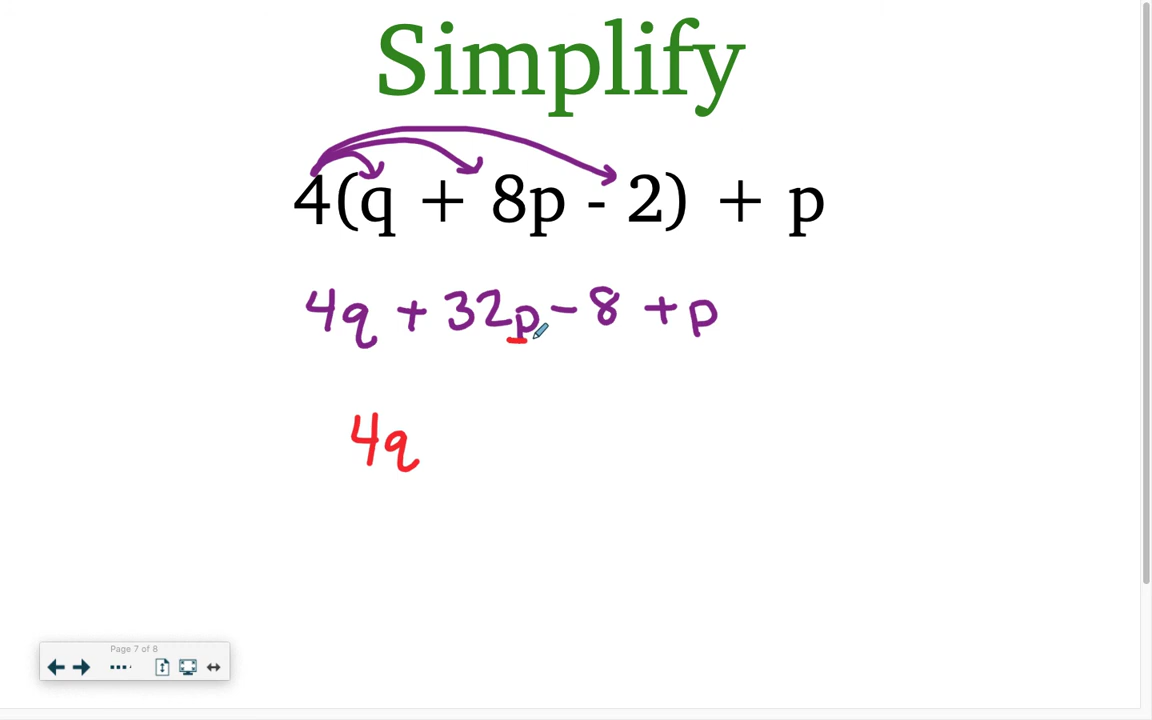 Simplify
4(q + 8p - 2) + p
4q + 32p - 8 + p
4q
Page 7 of 8